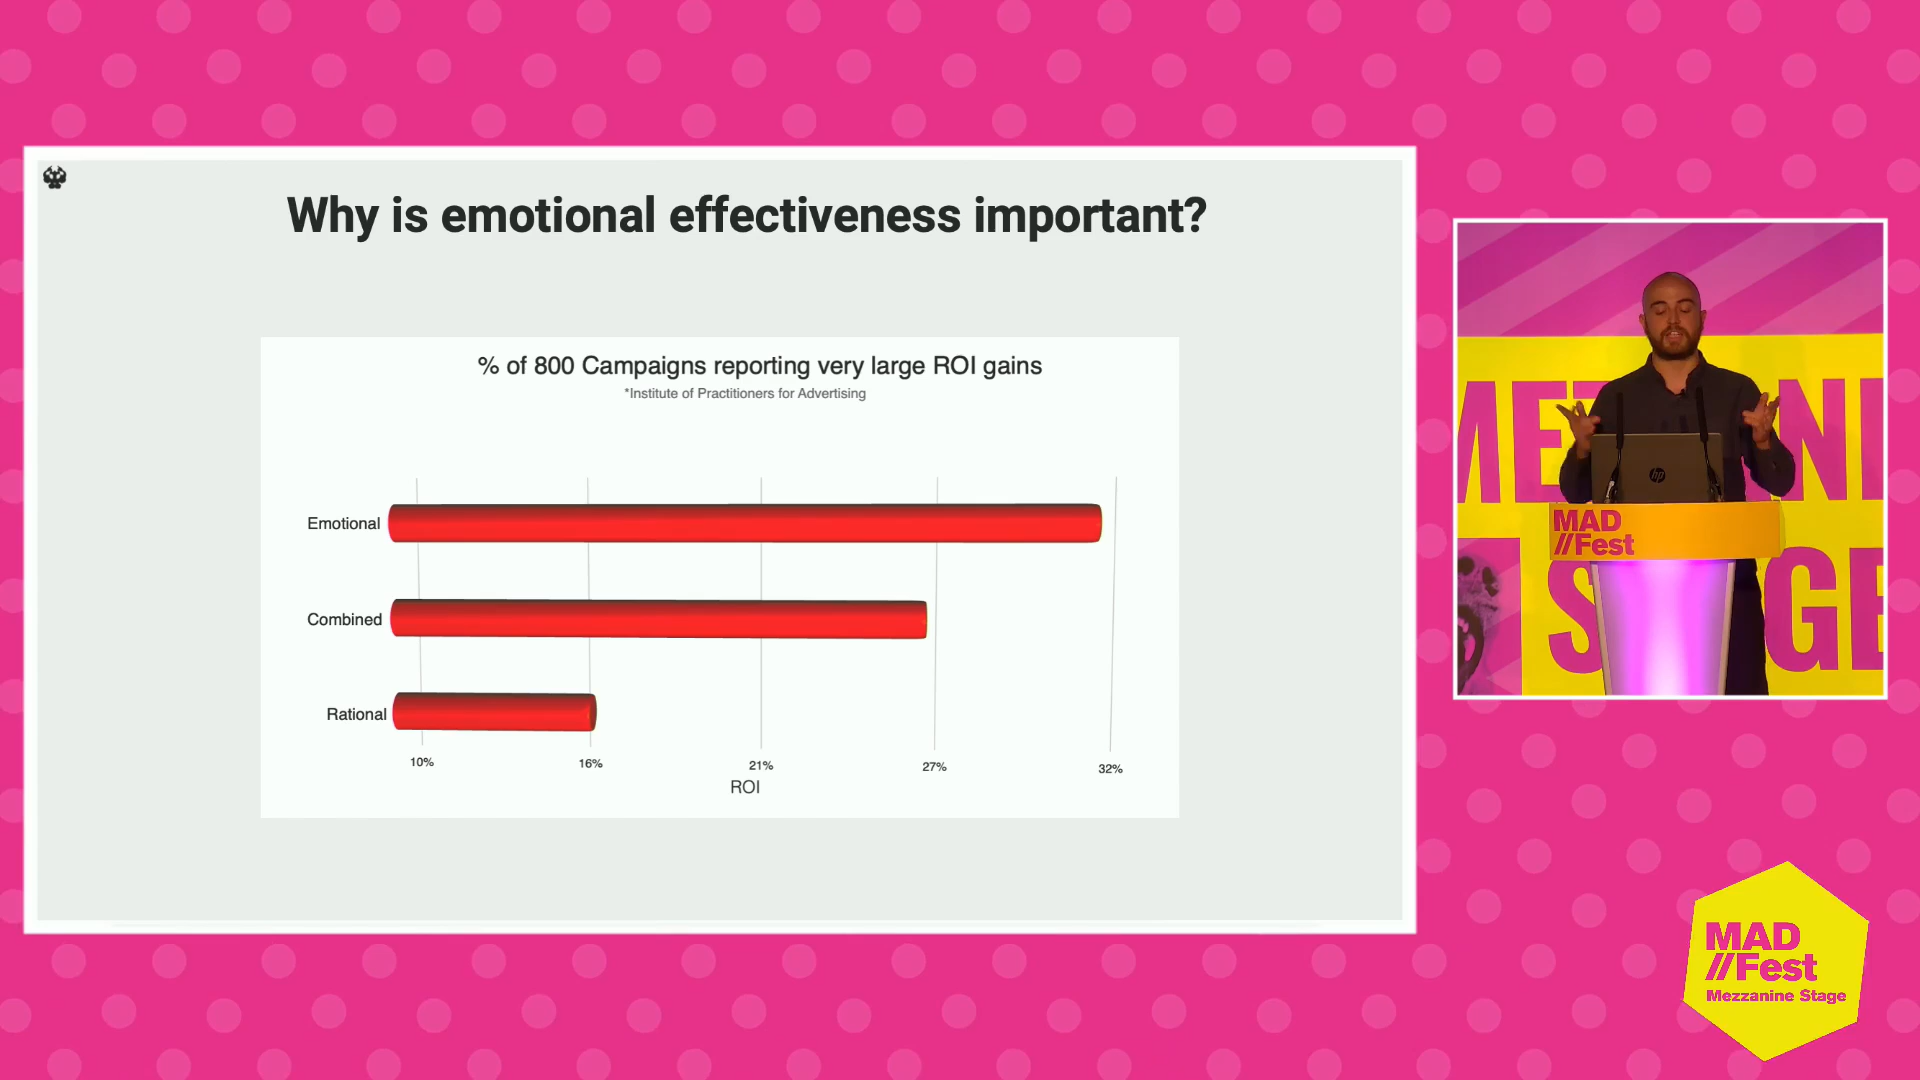 Why is emotional effectiveness important?
% of 800 Campaigns reporting very large ROI gains
*Institute of Practitioners for Advertising
Emotional
Combined
Rational
10%
16%
21%
27%
32%
ROI
hp
MAD
//Fest
MAD
//Fest
Mezzanine Stage